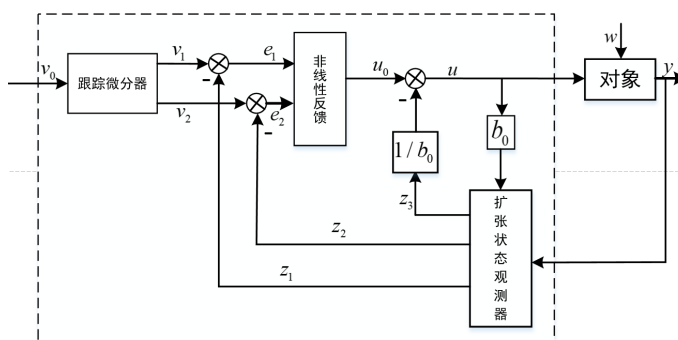 v₀
跟踪微分器
v₁
v₂
-
-
e₁
e₂
非线性反馈
u₀
-
u
1/b₀
b₀
w
对象
y
z₃
z₂
z₁
扩张状态观测器